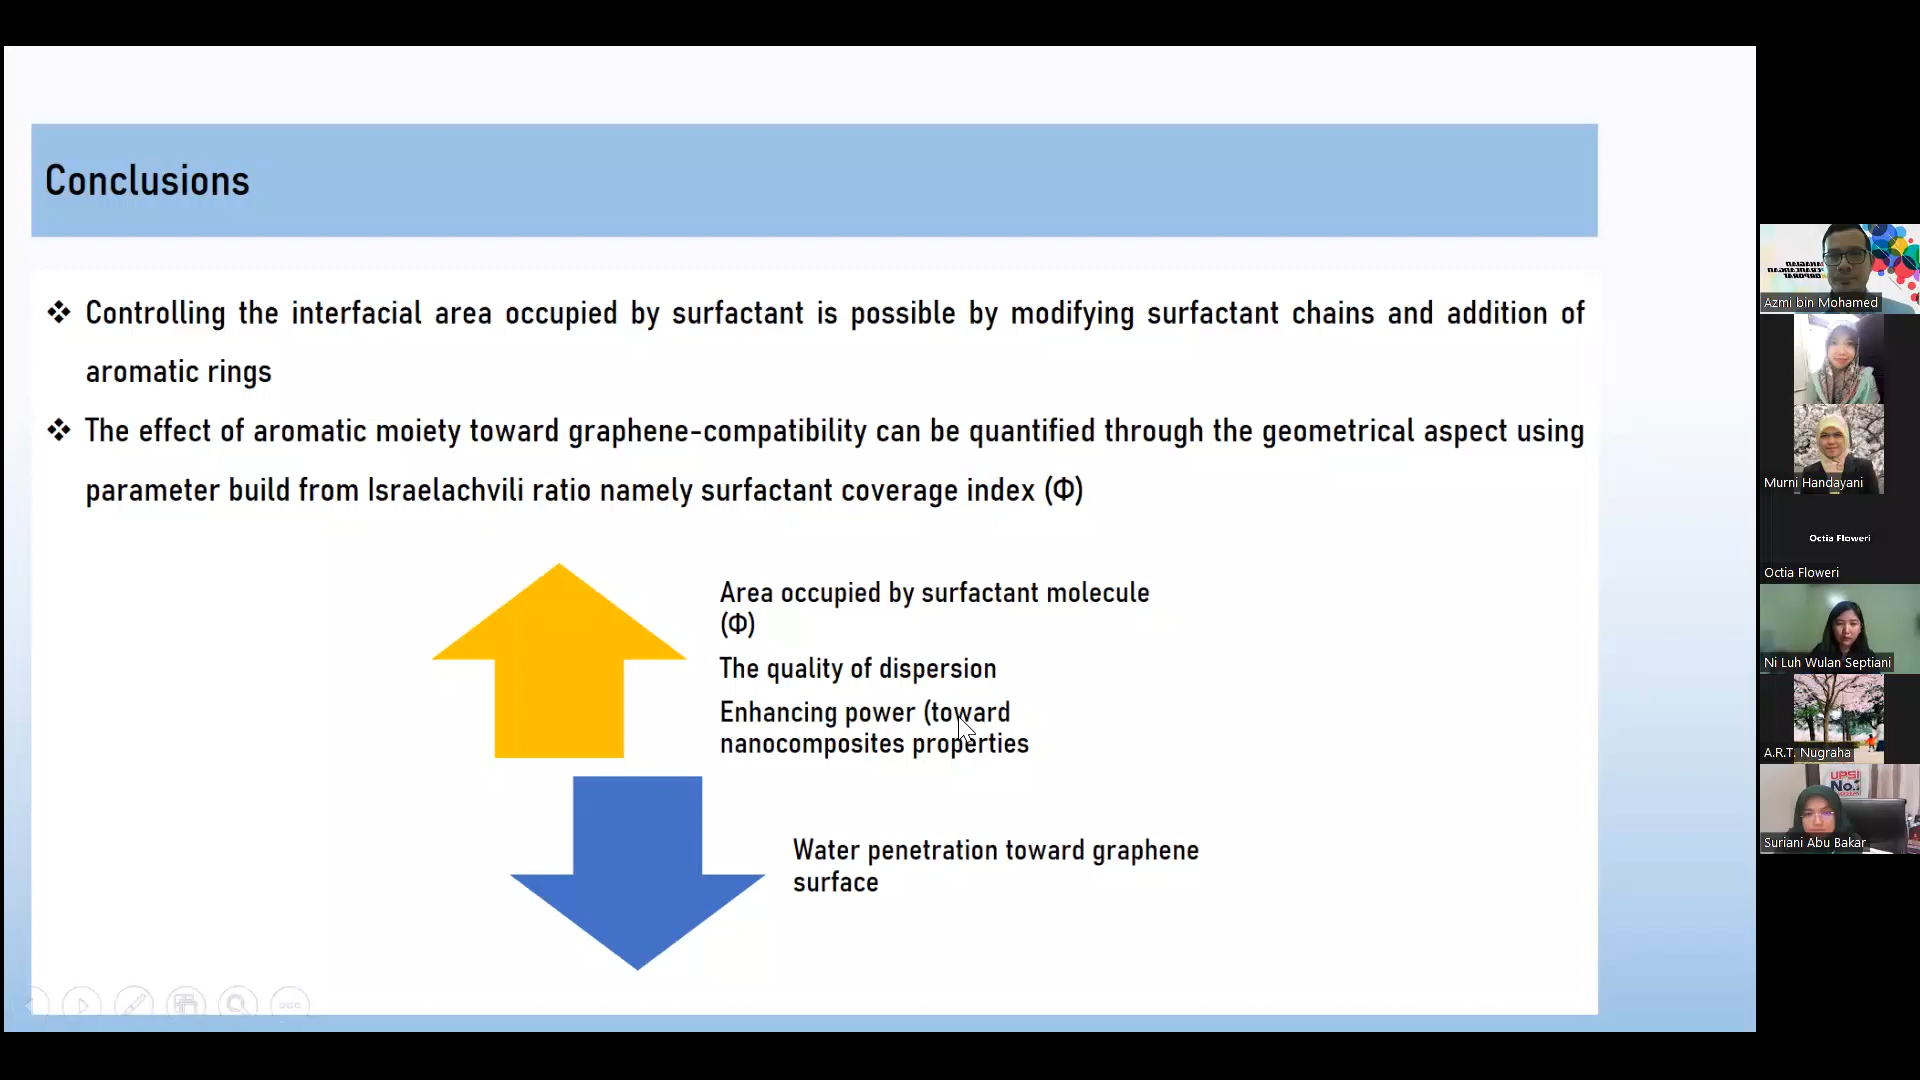 Conclusions
❖ Controlling the interfacial area occupied by surfactant is possible by modifying surfactant chains and addition of
aromatic rings
❖ The effect of aromatic moiety toward graphene-compatibility can be quantified through the geometrical aspect using
parameter build from Israelachvili ratio namely surfactant coverage index (Φ)
Area occupied by surfactant molecule
(Φ)
The quality of dispersion
Enhancing power (toward
nanocomposites properties
Water penetration toward graphene
surface
Azmi bin Mohamed
Murni Handayani
Octia Floweri
Octia Floweri
Ni Luh Wulan Septiani
A.R.T. Nugraha
UPSI
No.
Suriani Abu Bakar